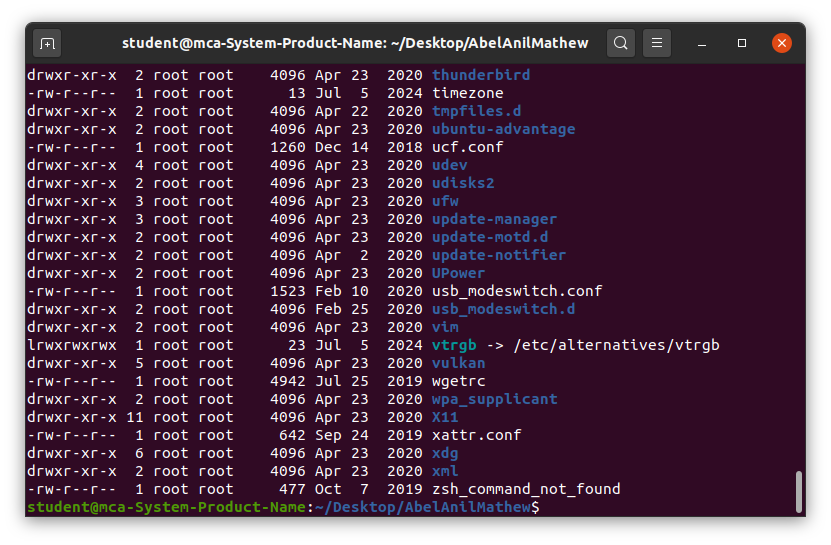 student@mca-System-Product-Name: ~/Desktop/AbelAnilMathew
drwxr-xr-x  2 root root    4096 Apr 23  2020 thunderbird
-rw-r--r--  1 root root      13 Jul  5  2024 timezone
drwxr-xr-x  2 root root    4096 Apr 22  2020 tmpfiles.d
drwxr-xr-x  2 root root    4096 Apr 23  2020 ubuntu-advantage
-rw-r--r--  1 root root    1260 Dec 14  2018 ucf.conf
drwxr-xr-x  4 root root    4096 Apr 23  2020 udev
drwxr-xr-x  2 root root    4096 Apr 23  2020 udisks2
drwxr-xr-x  3 root root    4096 Apr 23  2020 ufw
drwxr-xr-x  3 root root    4096 Apr 23  2020 update-manager
drwxr-xr-x  2 root root    4096 Apr 23  2020 update-motd.d
drwxr-xr-x  2 root root    4096 Apr  2  2020 update-notifier
drwxr-xr-x  2 root root    4096 Apr 23  2020 UPower
-rw-r--r--  1 root root    1523 Feb 10  2020 usb_modeswitch.conf
drwxr-xr-x  2 root root    4096 Feb 25  2020 usb_modeswitch.d
drwxr-xr-x  2 root root    4096 Apr 23  2020 vim
lrwxrwxrwx  1 root root      23 Jul  5  2024 vtrgb -> /etc/alternatives/vtrgb
drwxr-xr-x  5 root root    4096 Apr 23  2020 vulkan
-rw-r--r--  1 root root    4942 Jul 25  2019 wgetrc
drwxr-xr-x  2 root root    4096 Apr 23  2020 wpa_supplicant
drwxr-xr-x 11 root root    4096 Apr 23  2020 X11
-rw-r--r--  1 root root     642 Sep 24  2019 xattr.conf
drwxr-xr-x  6 root root    4096 Apr 23  2020 xdg
drwxr-xr-x  2 root root    4096 Apr 23  2020 xml
-rw-r--r--  1 root root     477 Oct  7  2019 zsh_command_not_found
student@mca-System-Product-Name:~/Desktop/AbelAnilMathew$